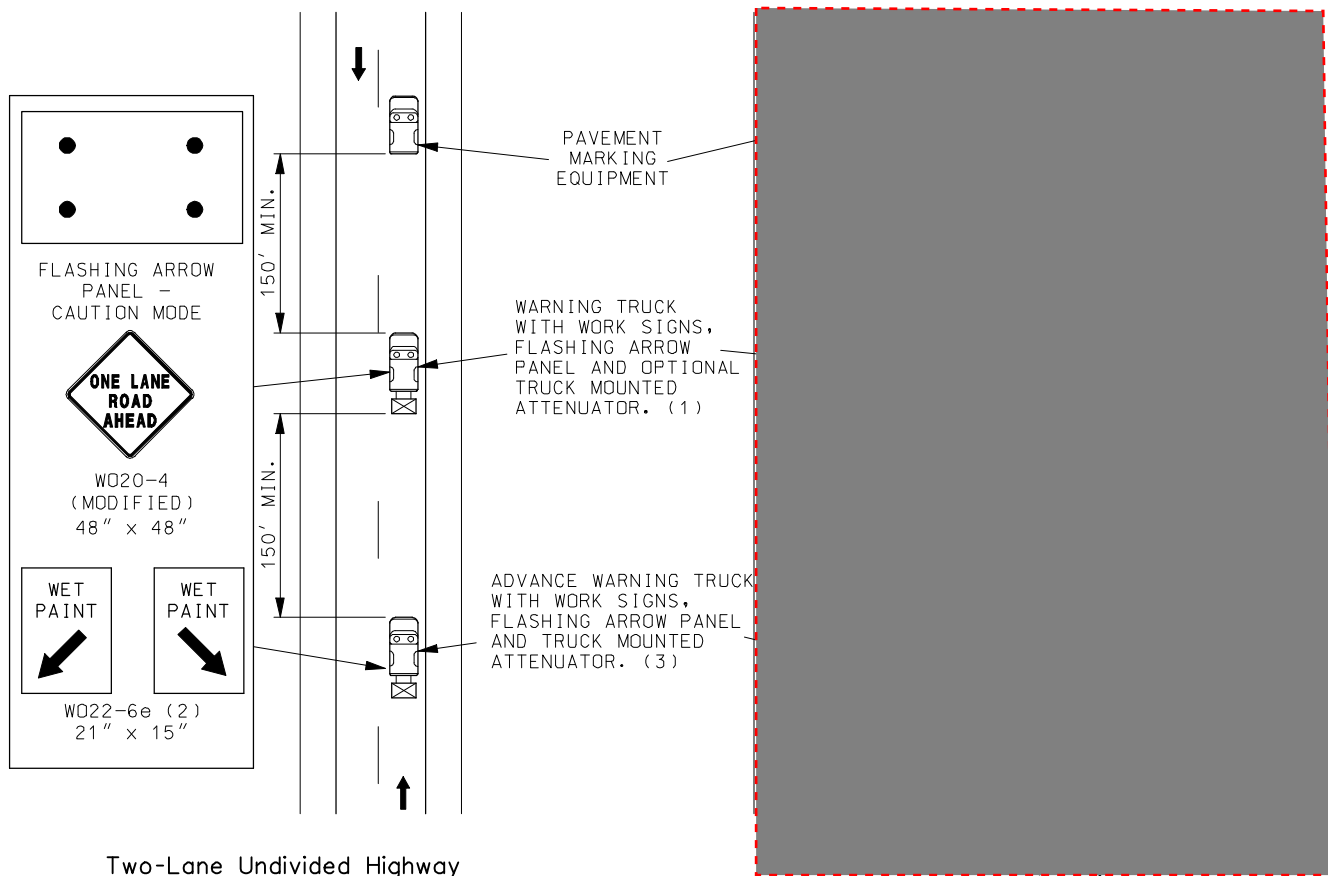 FLASHING ARROW
PANEL -
CAUTION MODE
ONE LANE
ROAD
AHEAD
WO20-4
(MODIFIED)
48" x 48"
WET
PAINT
WET
PAINT
WO22-6e (2)
21" x 15"
150' MIN.
150' MIN.
PAVEMENT
MARKING
EQUIPMENT
WARNING TRUCK
WITH WORK SIGNS,
FLASHING ARROW
PANEL AND OPTIONAL
TRUCK MOUNTED
ATTENUATOR. (1)
ADVANCE WARNING TRUCK
WITH WORK SIGNS,
FLASHING ARROW PANEL
AND TRUCK MOUNTED
ATTENUATOR. (3)
Two-Lane Undivided Highway